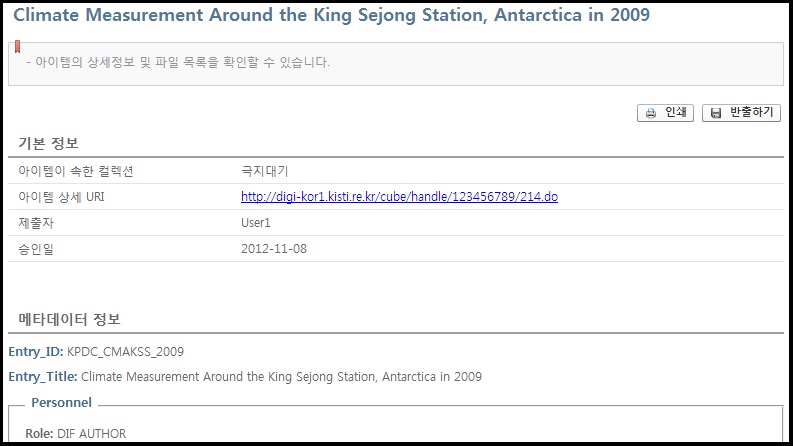 Climate Measurement Around the King Sejong Station, Antarctica in 2009
- 아이템의 상세정보 및 파일 목록을 확인할 수 있습니다.
인쇄 반출하기
기본 정보
아이템이 속한 컬렉션 극지대기
아이템 상세 URI http://digi-kor1.kisti.re.kr/cube/handle/123456789/214.do
제출자 User1
승인일 2012-11-08
메타데이터 정보
Entry_ID: KPDC_CMAKSS_2009
Entry_Title: Climate Measurement Around the King Sejong Station, Antarctica in 2009
Personnel
Role: DIF AUTHOR